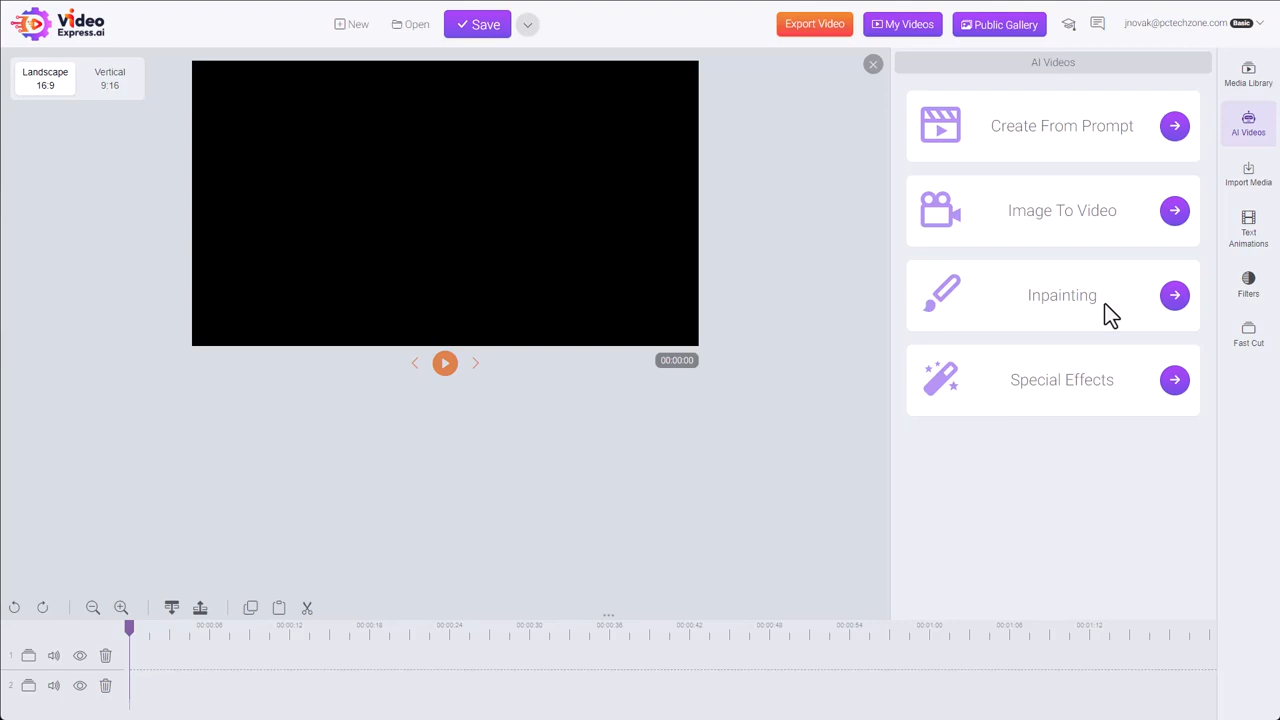 Video
Express.ai
New
Open
Save
Export Video
My Videos
Public Gallery
jnovak@pctechzone.com
Basic
Landscape
16:9
Vertical
9:16
AI Videos
Create From Prompt
Image To Video
Inpainting
Special Effects
Media Library
AI Videos
Import Media
Text
Animations
Filters
Fast Cut
00:00:00
00:00:06
00:00:12
00:00:18
00:00:24
00:00:30
00:00:36
00:00:42
00:00:48
00:00:54
00:01:00
00:01:06
00:01:12
1
2